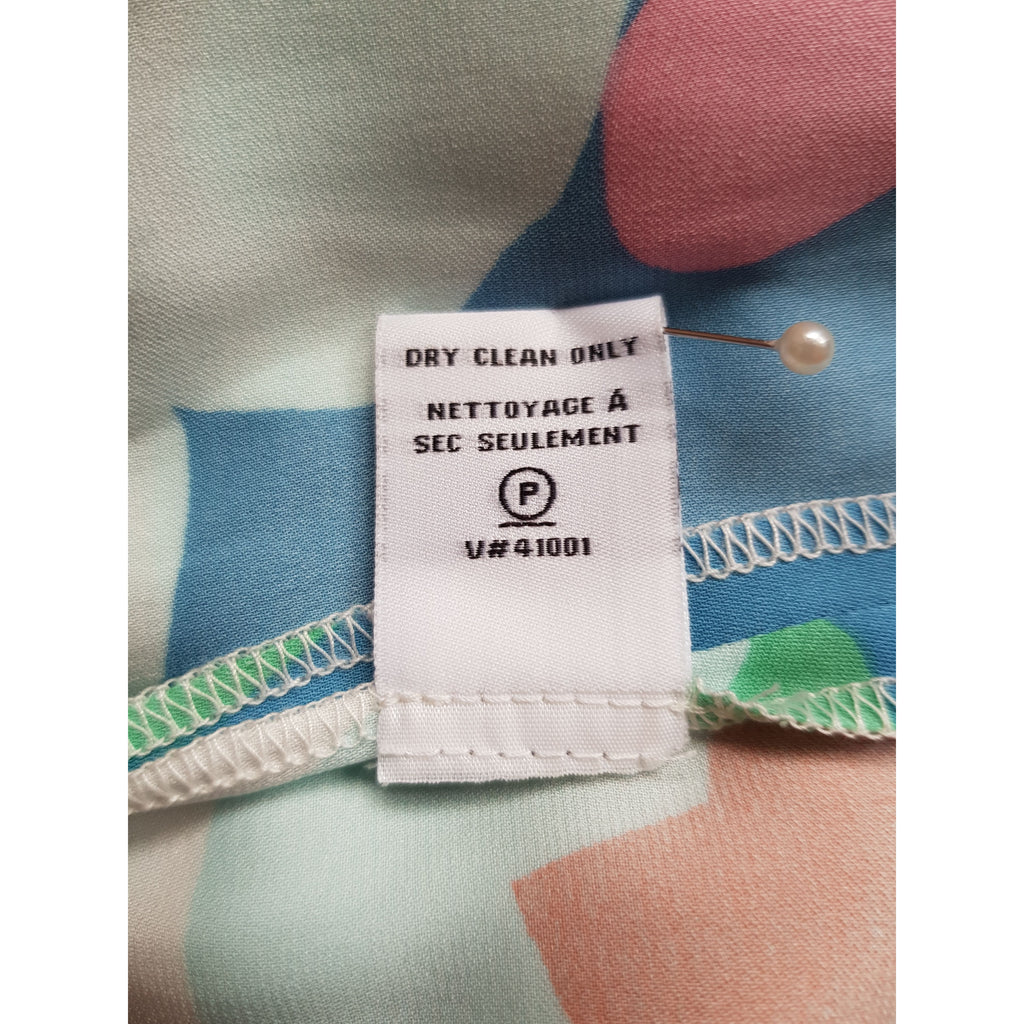 DRY CLEAN ONLY
NETTOYAGE Á
SEC SEULEMENT
P
V#41001